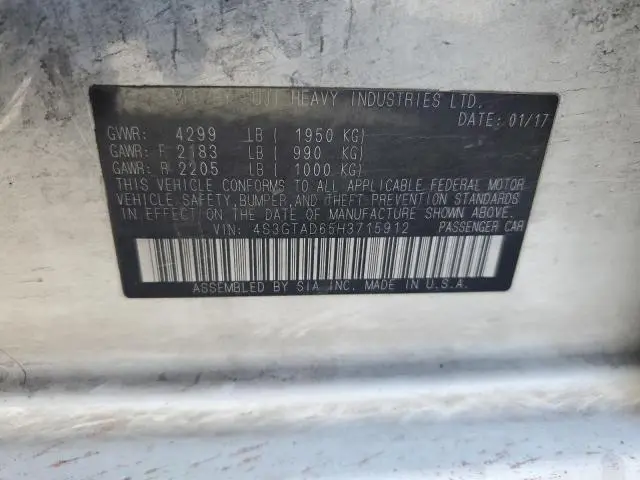 HEAVY INDUSTRIES LTD.
DATE: 01/17
GVWR: 4299 LB ( 1950 KG)
GAWR: F 2183 LB ( 990 KG)
GAWR: R 2205 LB ( 1000 KG)
THIS VEHICLE CONFORMS TO ALL APPLICABLE FEDERAL MOTOR
VEHICLE SAFETY, BUMPER, AND THEFT PREVENTION STANDARDS
IN EFFECT ON THE DATE OF MANUFACTURE SHOWN ABOVE.
VIN: 4S3GTAD65H3715912 PASSENGER CAR
ASSEMBLED BY SIA INC. MADE IN U.S.A.